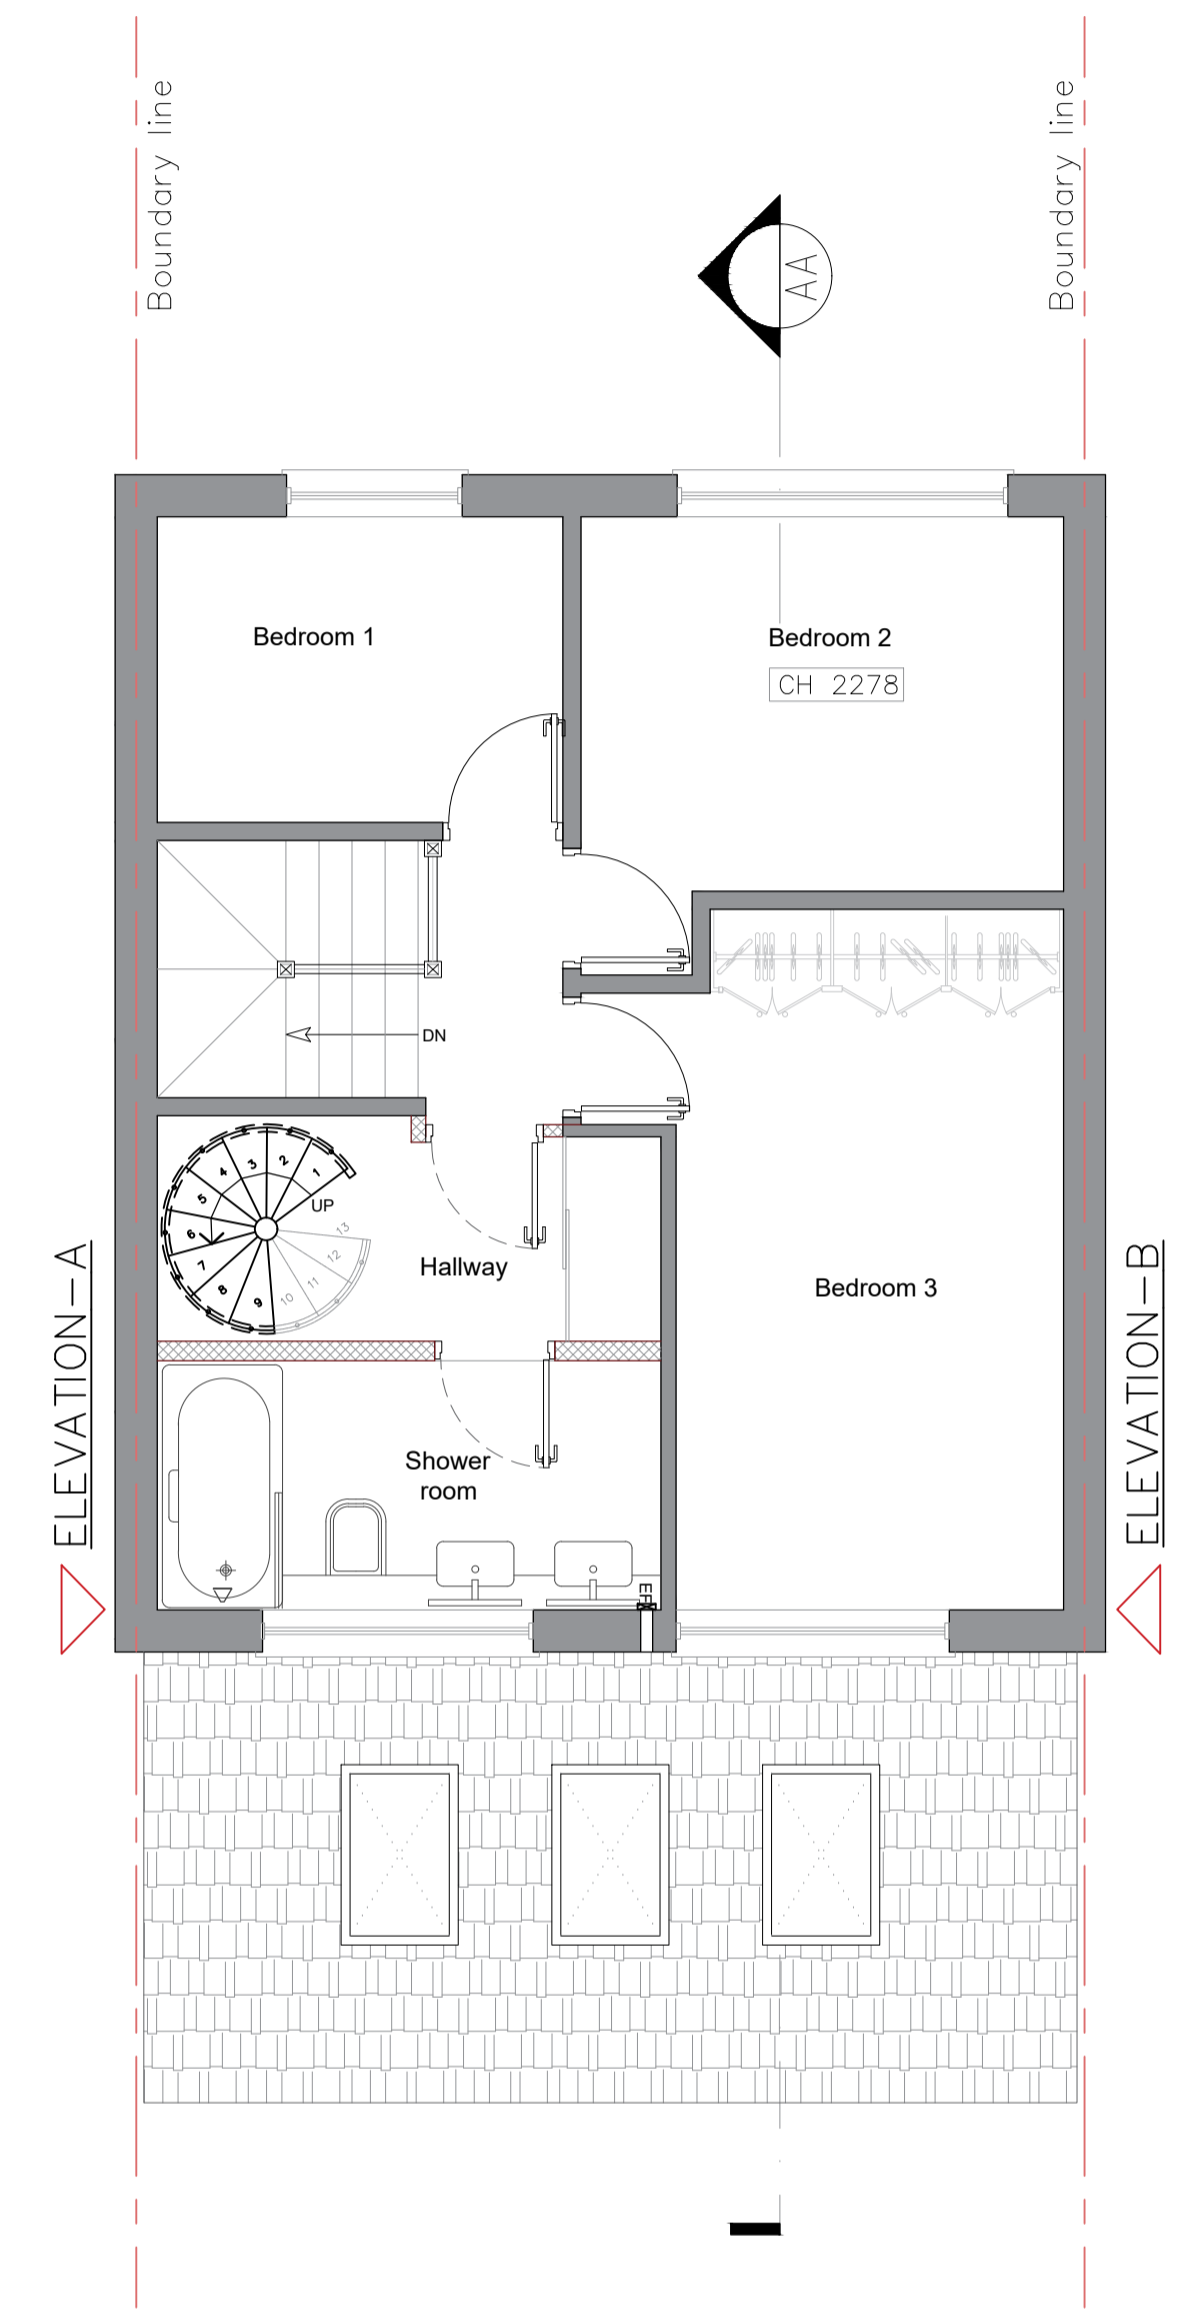 Boundary line
Boundary line
AA
Bedroom 1
Bedroom 2
CH 2278
DN
1
2
3
4
5
6
7
8
9
10
11
12
13
UP
Hallway
Bedroom 3
ELEVATION-A
ELEVATION-B
Shower
room
EF